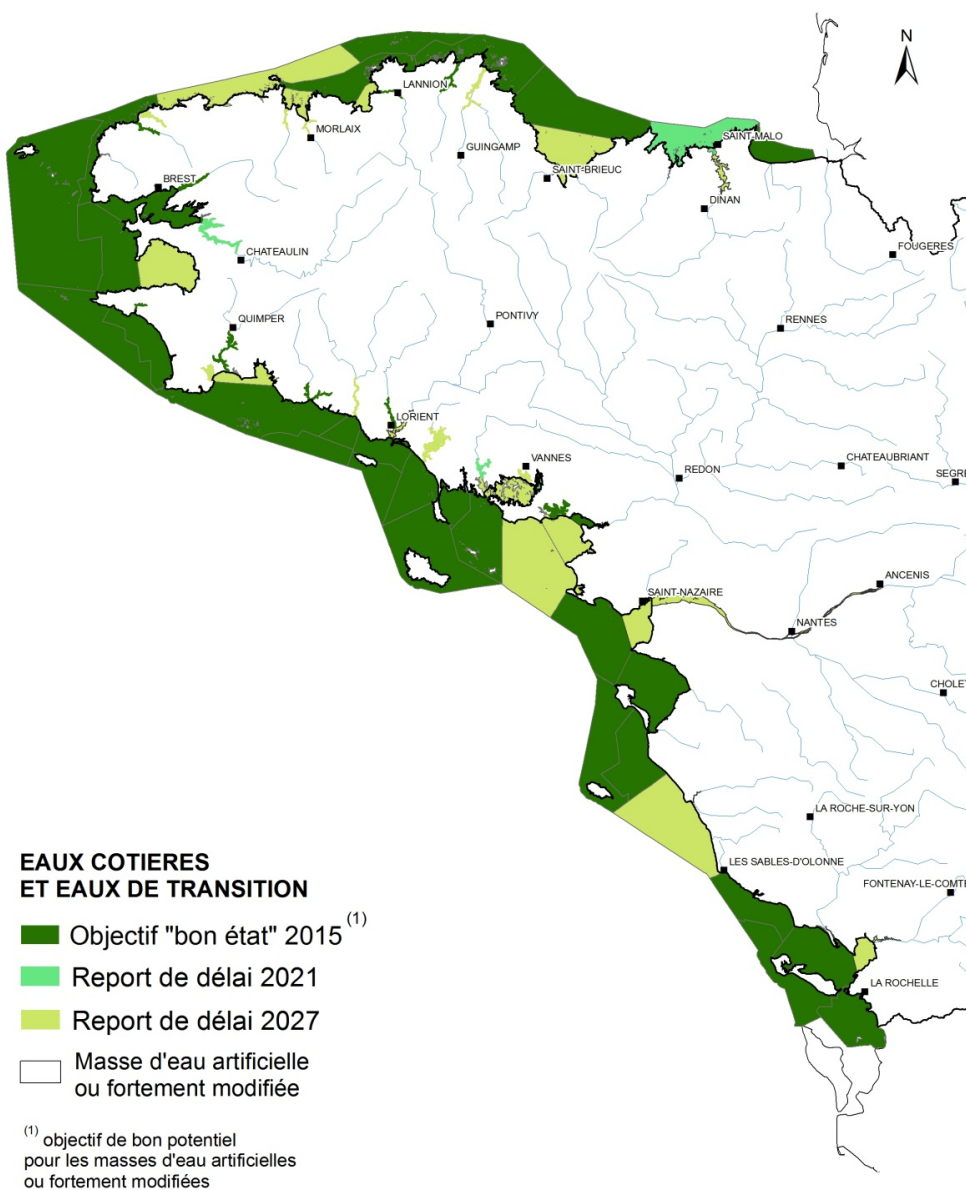 N
LANNION
MORLAIX
GUINGAMP
SAINT-MALO
SAINT-BRIEUC
BREST
DINAN
FOUGERES
CHATEAULIN
QUIMPER
PONTIVY
RENNES
LORIENT
VANNES
REDON
CHATEAUBRIANT
SEGRE
SAINT-NAZAIRE
ANCENIS
NANTES
CHOLET
LA ROCHE-SUR-YON
LES SABLES-D'OLONNE
FONTENAY-LE-COMTE
LA ROCHELLE
EAUX COTIERES
ET EAUX DE TRANSITION
Objectif "bon état" 2015 (1)
Report de délai 2021
Report de délai 2027
Masse d'eau artificielle
ou fortement modifiée
(1) objectif de bon potentiel
pour les masses d'eau artificielles
ou fortement modifiées